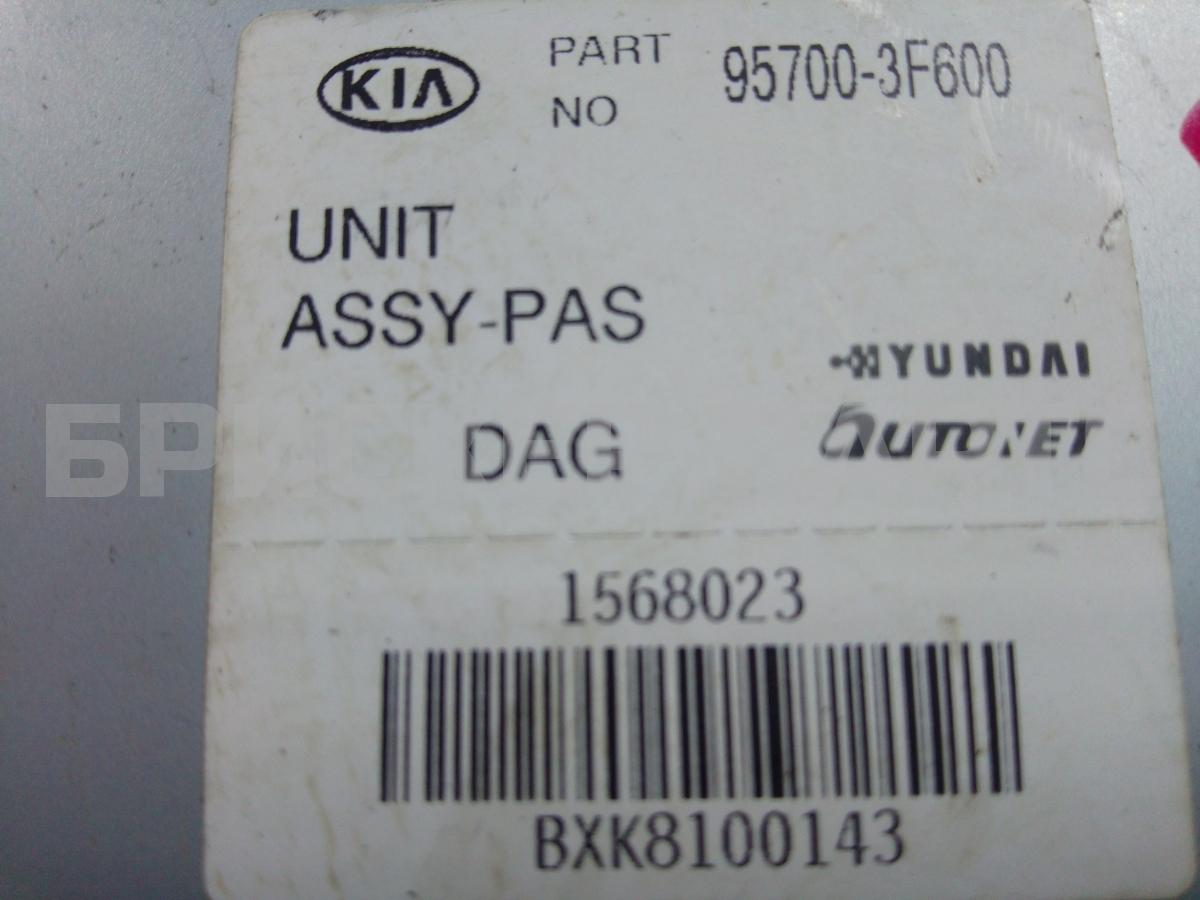 KIA PART NO 95700-3F600
UNIT
ASSY-PAS
HYUNDAI
AUTONET
DAG
1568023
BXK8100143